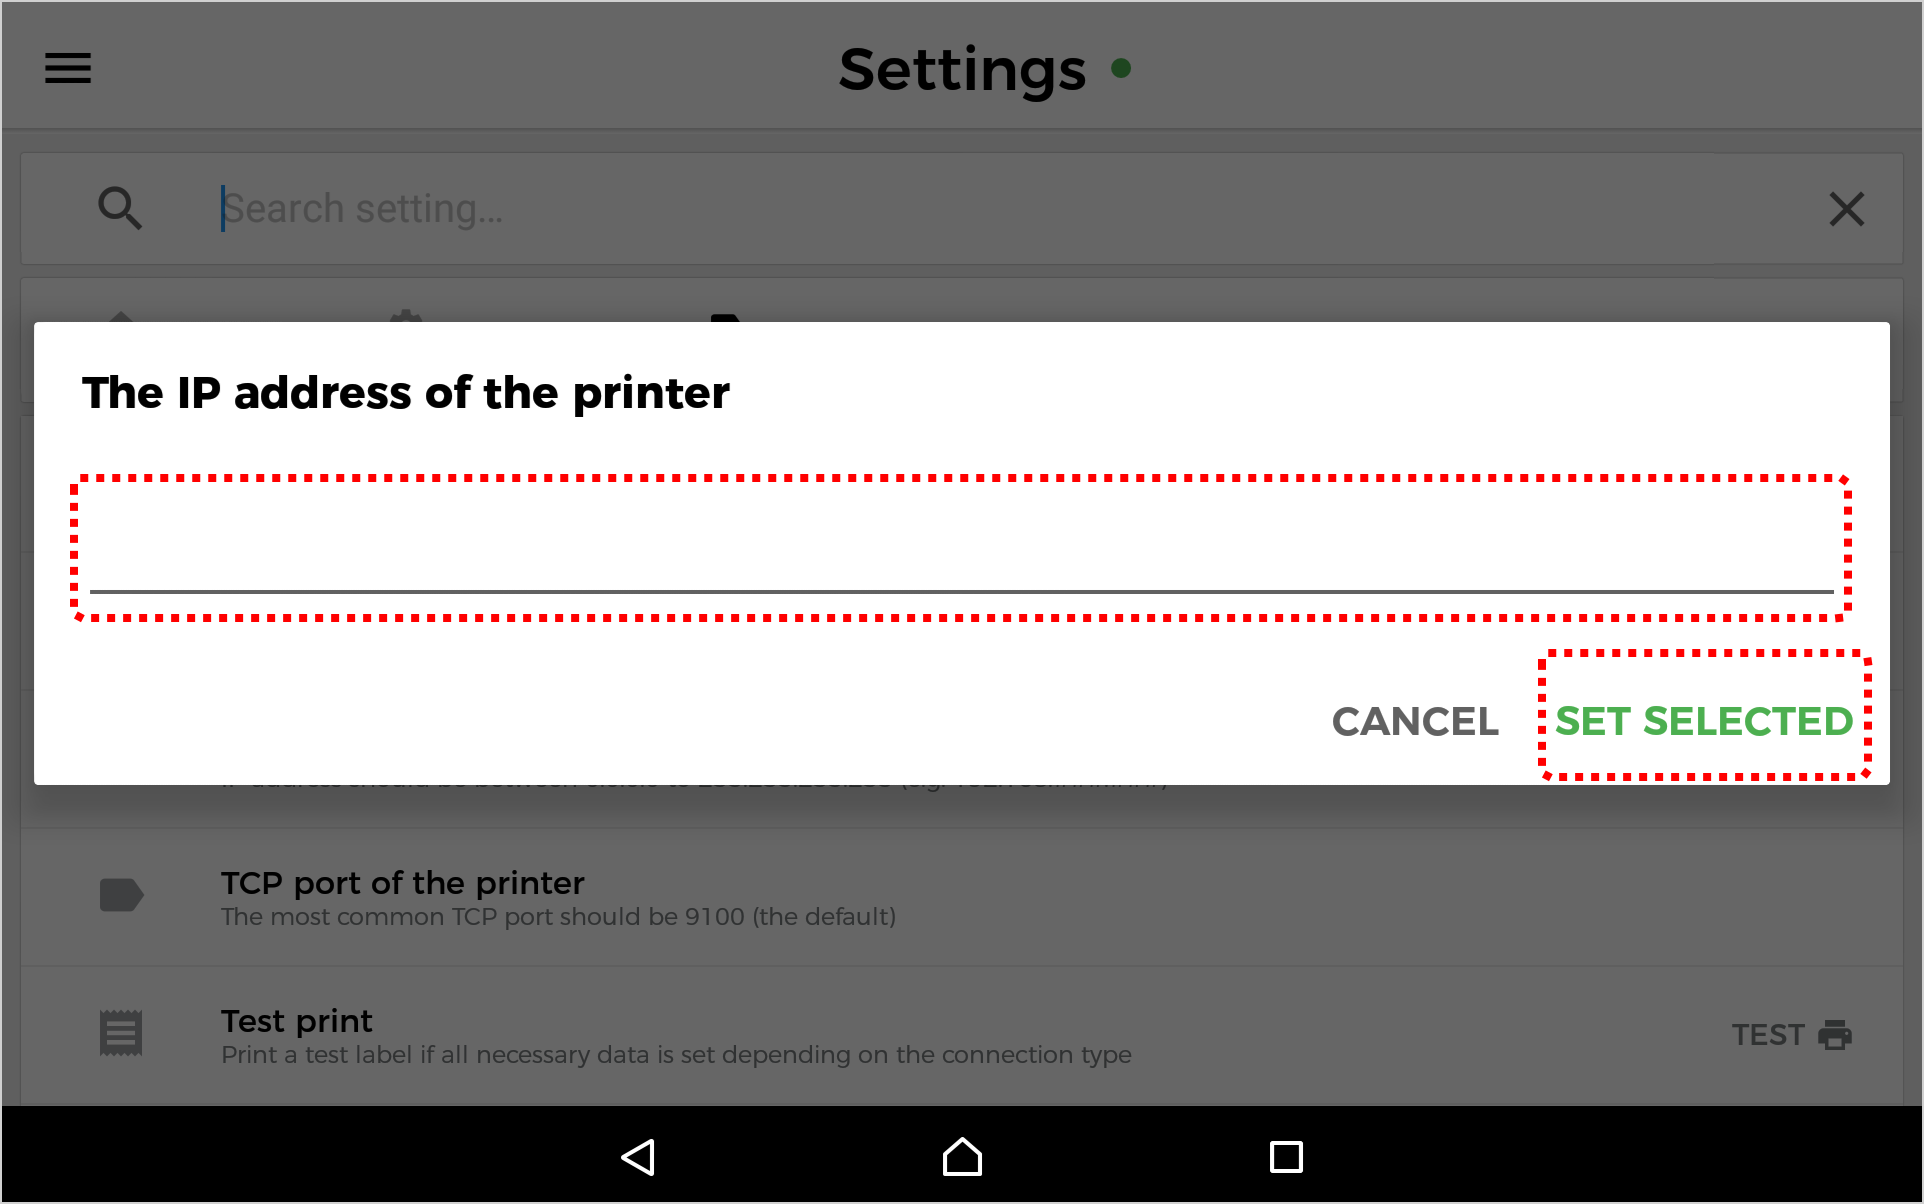 Settings
Search setting...
The IP address of the printer
CANCEL
SET SELECTED
TCP port of the printer
The most common TCP port should be 9100 (the default)
Test print
Print a test label if all necessary data is set depending on the connection type
TEST